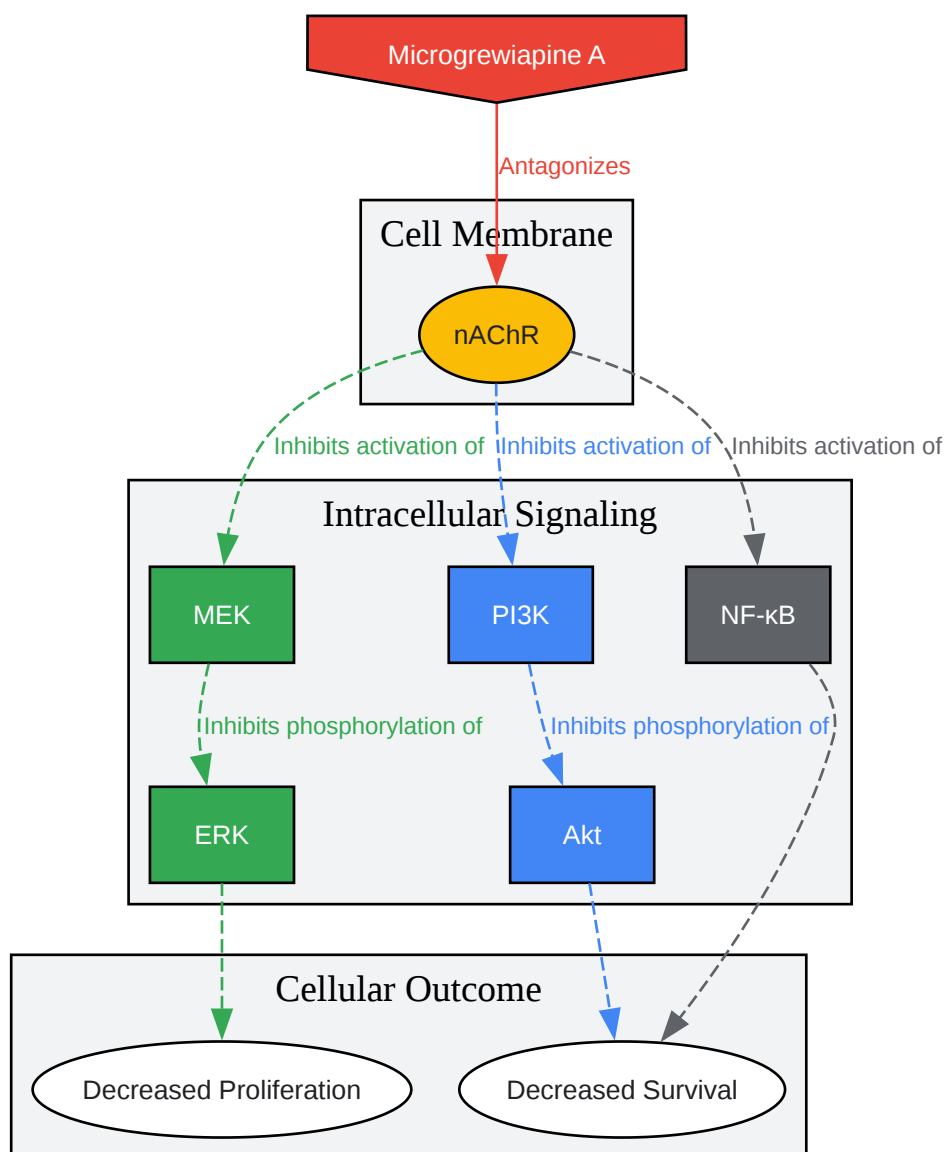 Microgrewiapine A
Antagonizes
Cell Membrane
nAChR
Inhibits activation of
Inhibits activation of
Inhibits activation of
Intracellular Signaling
MEK
PI3K
NF-κB
Inhibits phosphorylation of
Inhibits phosphorylation of
ERK
Akt
Cellular Outcome
Decreased Proliferation
Decreased Survival